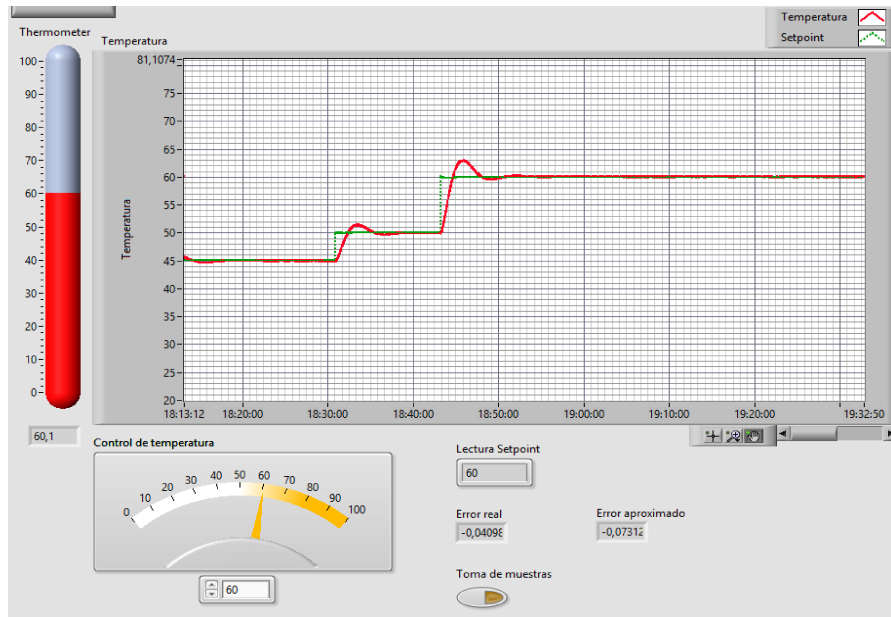 Temperatura
Setpoint
Thermometer
Temperatura
100
90
80
70
60
50
40
30
20
10
0
60,1
81,1074
75
70
65
60
55
50
45
40
35
30
25
20
Temperatura
18:13:12 18:20:00 18:30:00 18:40:00 18:50:00 19:00:00 19:10:00 19:20:00 19:32:50
Control de temperatura
0 10 20 30 40 50 60 70 80 90 100
60
Lectura Setpoint
60
Error real
-0,04098
Error aproximado
-0,07312
Toma de muestras